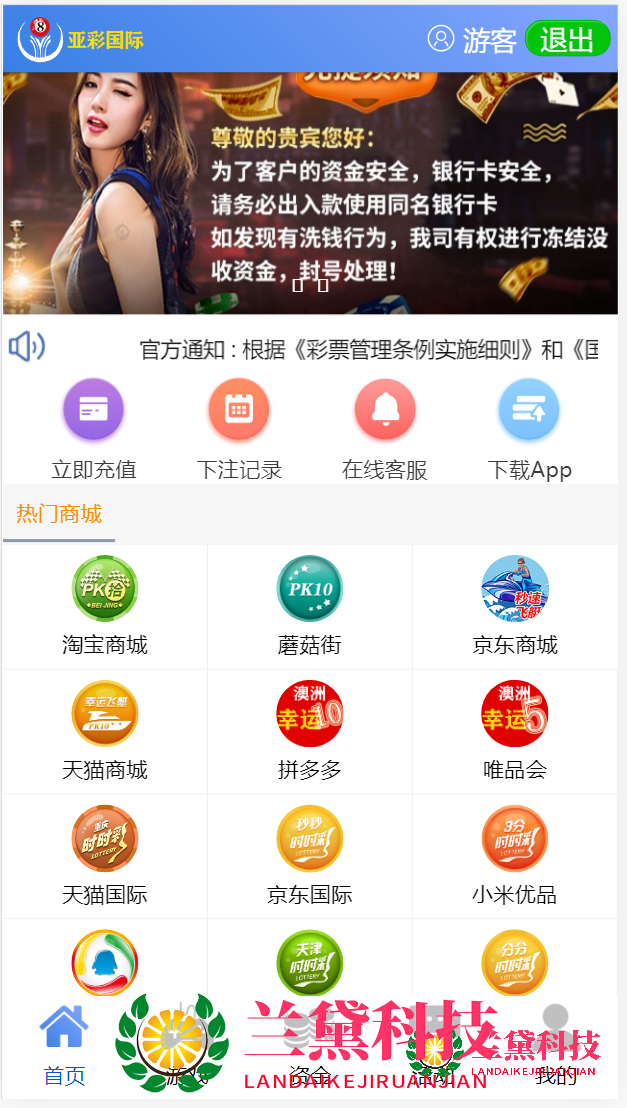 8
亚彩国际
游客
退出
尊敬的贵宾您好：
为了客户的资金安全，银行卡安全，
请务必出入款使用同名银行卡
如发现有洗钱行为，我司有权进行冻结没
收资金，封号处理！
官方通知 : 根据《彩票管理条例实施细则》和《国
立即充值
下注记录
在线客服
下载App
热门商城
PK拾
BEIJING
PK10
秒速
飞艇
淘宝商城
蘑菇街
京东商城
幸运飞艇
PK10
澳洲
幸运10
澳洲
幸运5
天猫商城
拼多多
唯品会
重庆
时时彩
LOTTERY
秒秒
时时彩
LOTTERY
3分
时时彩
LOTTERY
天猫国际
京东国际
小米优品
天津
时时彩
LOTTERY
分分
时时彩
LOTTERY
兰黛科技
LANDAIKEJIRUANJIAN
兰黛科技
LANDAIKEJIRUANJIAN
首页
游戏
资金
活动
我的